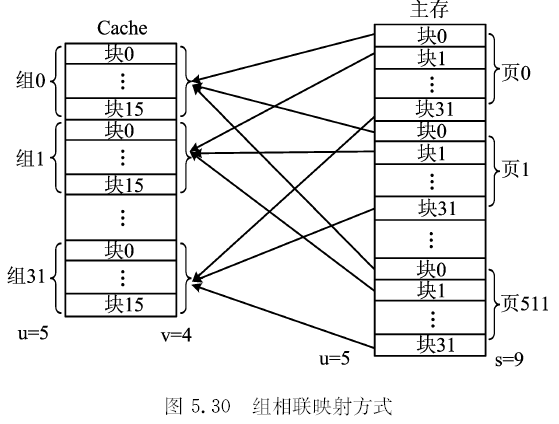 Cache
主存
组0
块0
⋮
块15
组1
块0
⋮
块15
⋮
组31
块0
⋮
块15
u=5
v=4
块0
块1
⋮
块31
页0
块0
块1
⋮
块31
页1
⋮
块0
块1
⋮
块31
页511
u=5
s=9
图 5.30 组相联映射方式